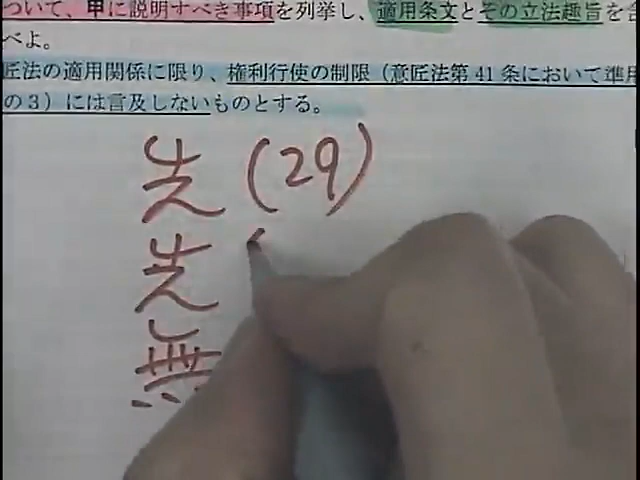 ついて、甲に説明すべき事項を列挙し、適用条文とその立法趣旨を含
べよ。
匠法の適用関係に限り、権利行使の制限（意匠法第41条において準用
の3）には言及しないものとする。
先(29)
先(
無